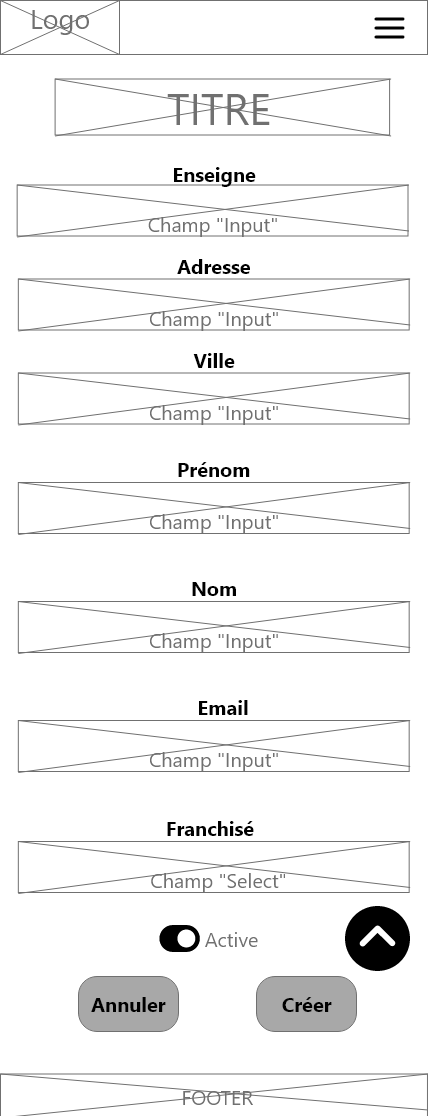 Logo
TITRE
Enseigne
Champ "Input"
Adresse
Champ "Input"
Ville
Champ "Input"
Prénom
Champ "Input"
Nom
Champ "Input"
Email
Champ "Input"
Franchisé
Champ "Select"
Active
Annuler
Créer
FOOTER